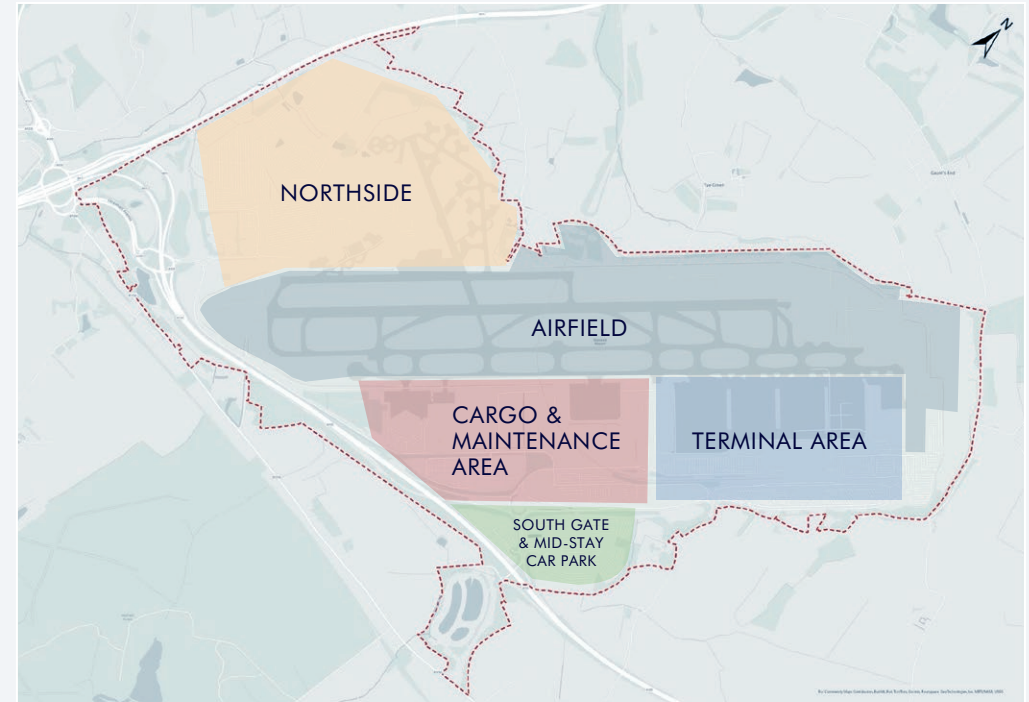 N
NORTHSIDE
AIRFIELD
CARGO &
MAINTENANCE
AREA
TERMINAL AREA
SOUTH GATE
& MID-STAY
CAR PARK